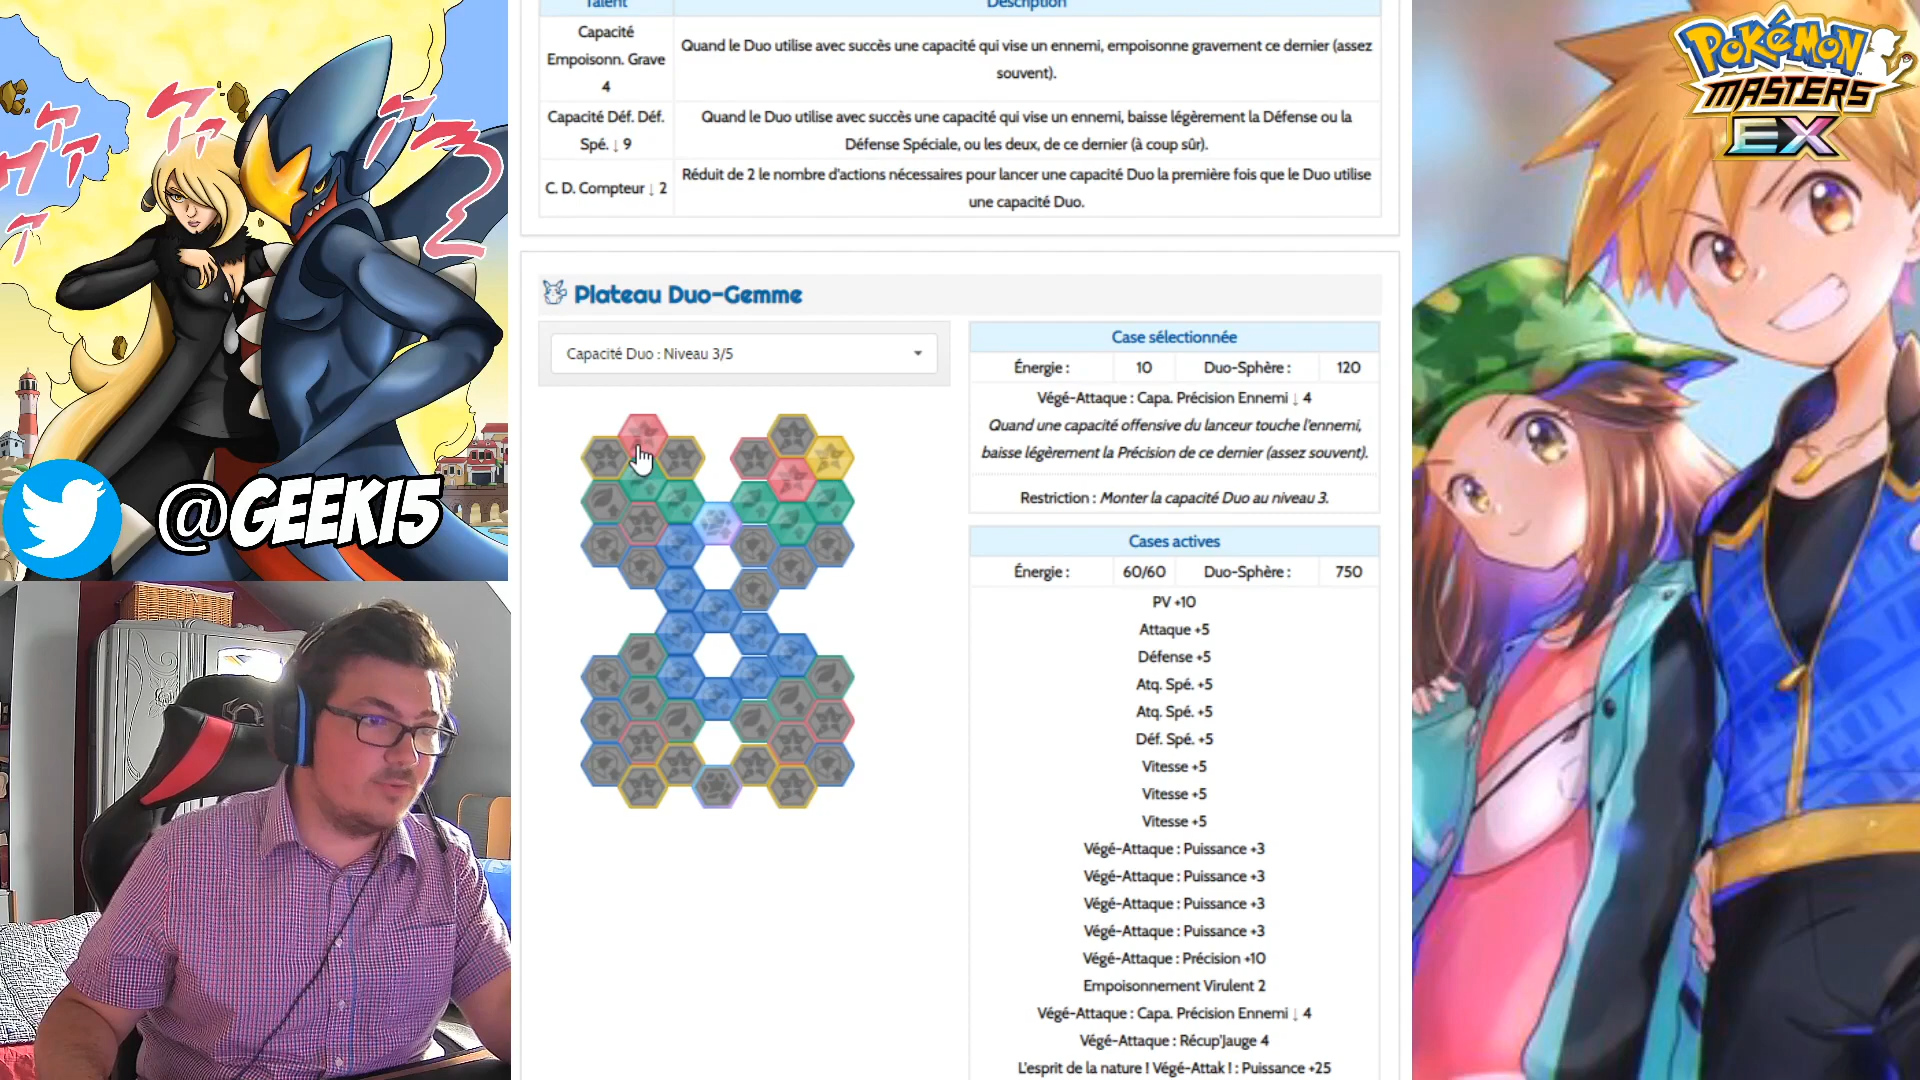 Talent Description
Capacité
Empoisonn. Grave
4
Quand le Duo utilise avec succès une capacité qui vise un ennemi, empoisonne gravement ce dernier (assez
souvent).
Capacité Déf. Déf.
Spé. ↓ 9
Quand le Duo utilise avec succès une capacité qui vise un ennemi, baisse légèrement la Défense ou la
Défense Spéciale, ou les deux, de ce dernier (à coup sûr).
C. D. Compteur ↓ 2
Réduit de 2 le nombre d'actions nécessaires pour lancer une capacité Duo la première fois que le Duo utilise
une capacité Duo.
Plateau Duo-Gemme
Capacité Duo : Niveau 3/5
Case sélectionnée
Énergie : 10 Duo-Sphère : 120
Végé-Attaque : Capa. Précision Ennemi ↓ 4
Quand une capacité offensive du lanceur touche l'ennemi,
baisse légèrement la Précision de ce dernier (assez souvent).
Restriction : Monter la capacité Duo au niveau 3.
Cases actives
Énergie : 60/60 Duo-Sphère : 750
PV +10
Attaque +5
Défense +5
Atq. Spé. +5
Atq. Spé. +5
Déf. Spé. +5
Vitesse +5
Vitesse +5
Vitesse +5
Végé-Attaque : Puissance +3
Végé-Attaque : Puissance +3
Végé-Attaque : Puissance +3
Végé-Attaque : Puissance +3
Végé-Attaque : Précision +10
Empoisonnement Virulent 2
Végé-Attaque : Capa. Précision Ennemi ↓ 4
Végé-Attaque : Récup'Jauge 4
L'esprit de la nature ! Végé-Attak ! : Puissance +25
@GEEKI5
POKÉMON
MASTERS
EX